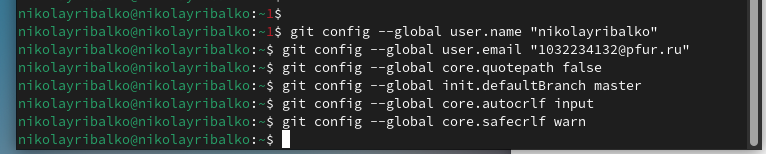 nikolayribalko@nikolayribalko:~1$
nikolayribalko@nikolayribalko:~1$ git config --global user.name "nikolayribalko"
nikolayribalko@nikolayribalko:~$ git config --global user.email "1032234132@pfur.ru"
nikolayribalko@nikolayribalko:~$ git config --global core.quotepath false
nikolayribalko@nikolayribalko:~$ git config --global init.defaultBranch master
nikolayribalko@nikolayribalko:~$ git config --global core.autocrlf input
nikolayribalko@nikolayribalko:~$ git config --global core.safecrlf warn
nikolayribalko@nikolayribalko:~$